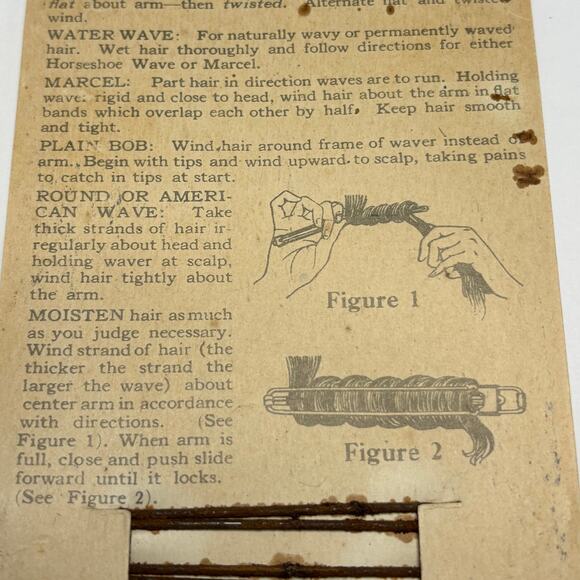 flat about arm—then twisted. Alternate flat and twisted
wind.
WATER WAVE: For naturally wavy or permanently waved
hair. Wet hair thoroughly and follow directions for either
Horseshoe Wave or Marcel.
MARCEL: Part hair in direction waves are to run. Holding
wave. rigid and close to head, wind hair about the arm in flat
bands which overlap each other by half. Keep hair smooth
and tight.
PLAIN BOB: Wind hair around frame of waver instead of
arm. Begin with tips and wind upward to scalp, taking pains
to catch in tips at start.
ROUND OR AMERI-
CAN WAVE: Take
thick strands of hair ir-
regularly about head and
holding waver at scalp,
wind hair tightly about
the arm.
MOISTEN hair as much
as you judge necessary.
Wind strand of hair (the
thicker the strand the
larger the wave) about
center arm in accordance
with directions. (See
Figure 1). When arm is
full, close and push slide
forward until it locks.
(See Figure 2).
Figure 1
Figure 2